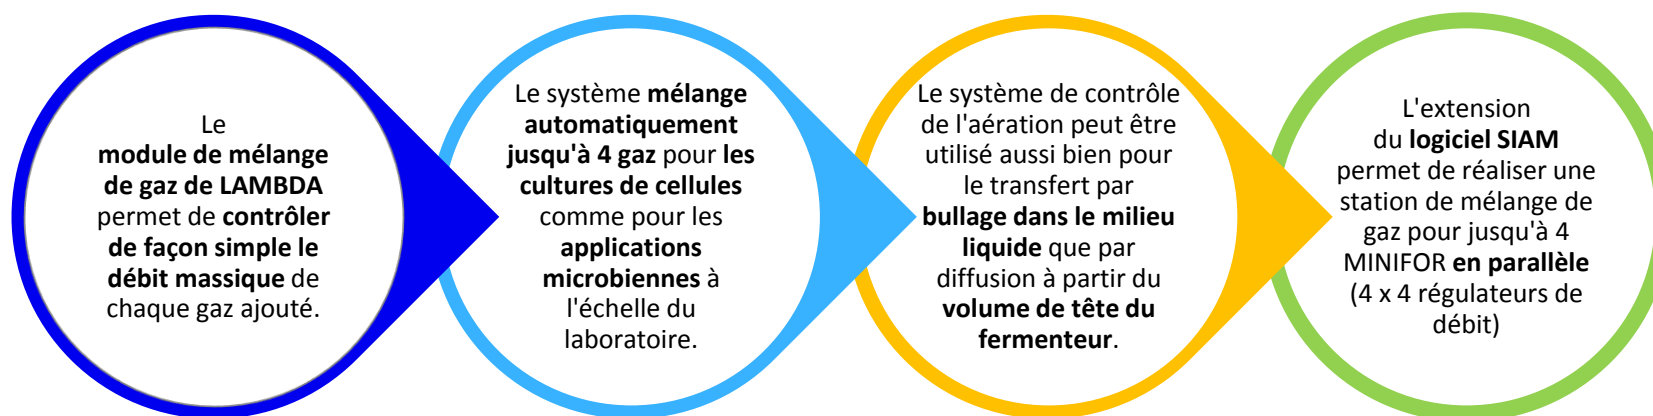 Le
module de mélange
de gaz de LAMBDA
permet de contrôler
de façon simple le
débit massique de
chaque gaz ajouté.
Le système mélange
automatiquement
jusqu'à 4 gaz pour les
cultures de cellules
comme pour les
applications
microbiennes à
l'échelle du
laboratoire.
Le système de contrôle
de l'aération peut être
utilisé aussi bien pour
le transfert par
bullage dans le milieu
liquide que par
diffusion à partir du
volume de tête du
fermenteur.
L'extension
du logiciel SIAM
permet de réaliser une
station de mélange de
gaz pour jusqu'à 4
MINIFOR en parallèle
(4 x 4 régulateurs de
débit)